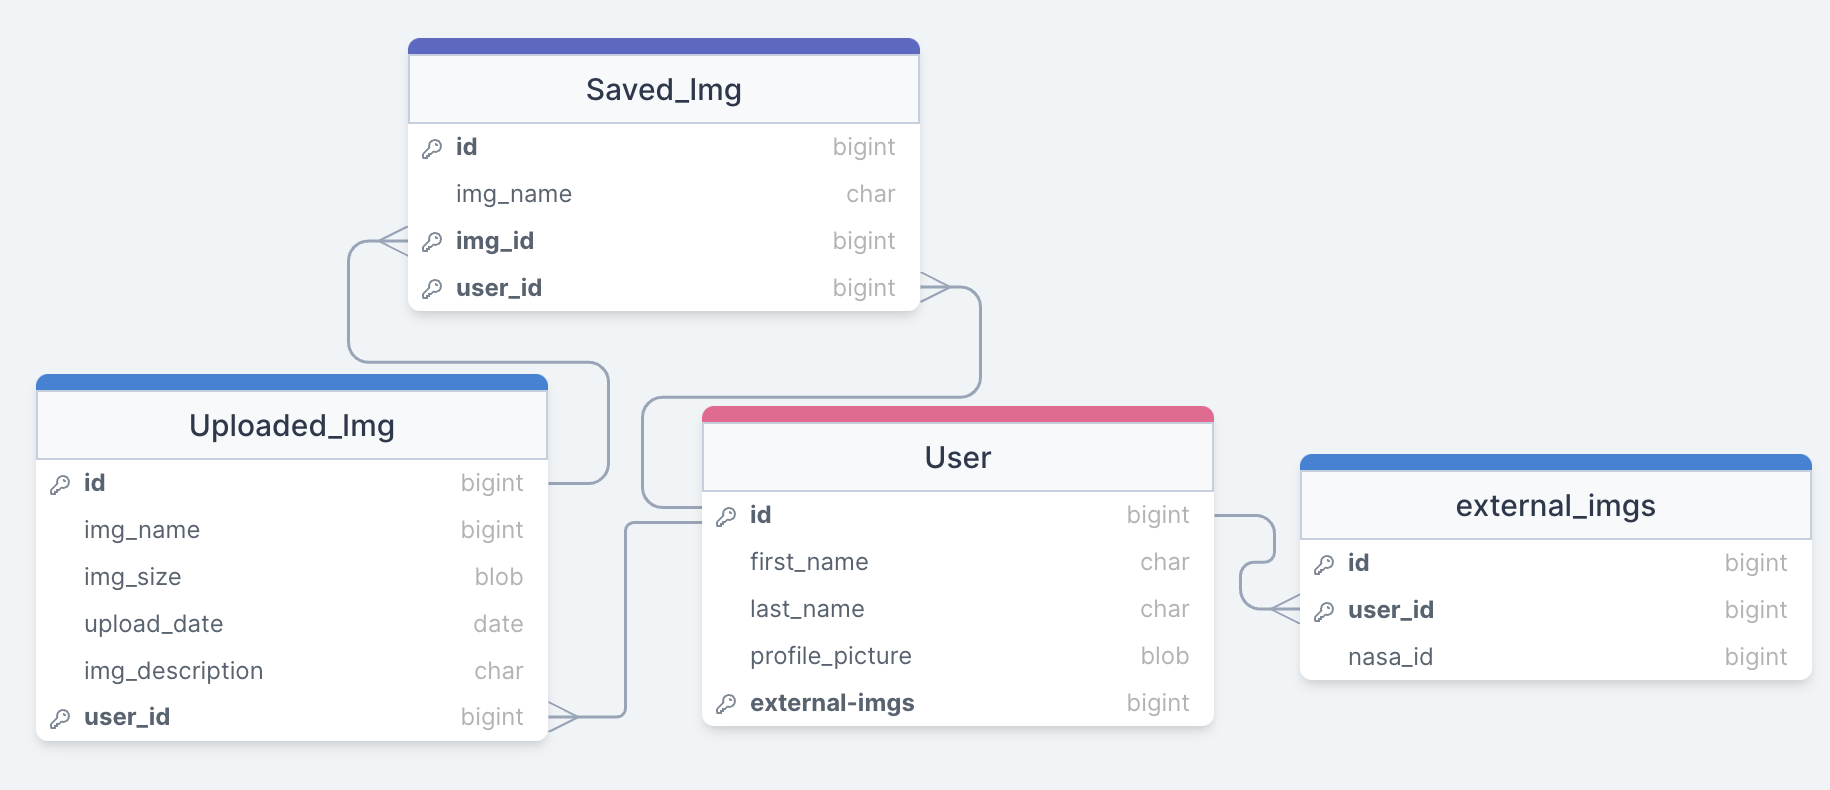 Saved_Img
id bigint
img_name char
img_id bigint
user_id bigint
Uploaded_Img
id bigint
img_name bigint
img_size blob
upload_date date
img_description char
user_id bigint
User
id bigint
first_name char
last_name char
profile_picture blob
external-imgs bigint
external_imgs
id bigint
user_id bigint
nasa_id bigint